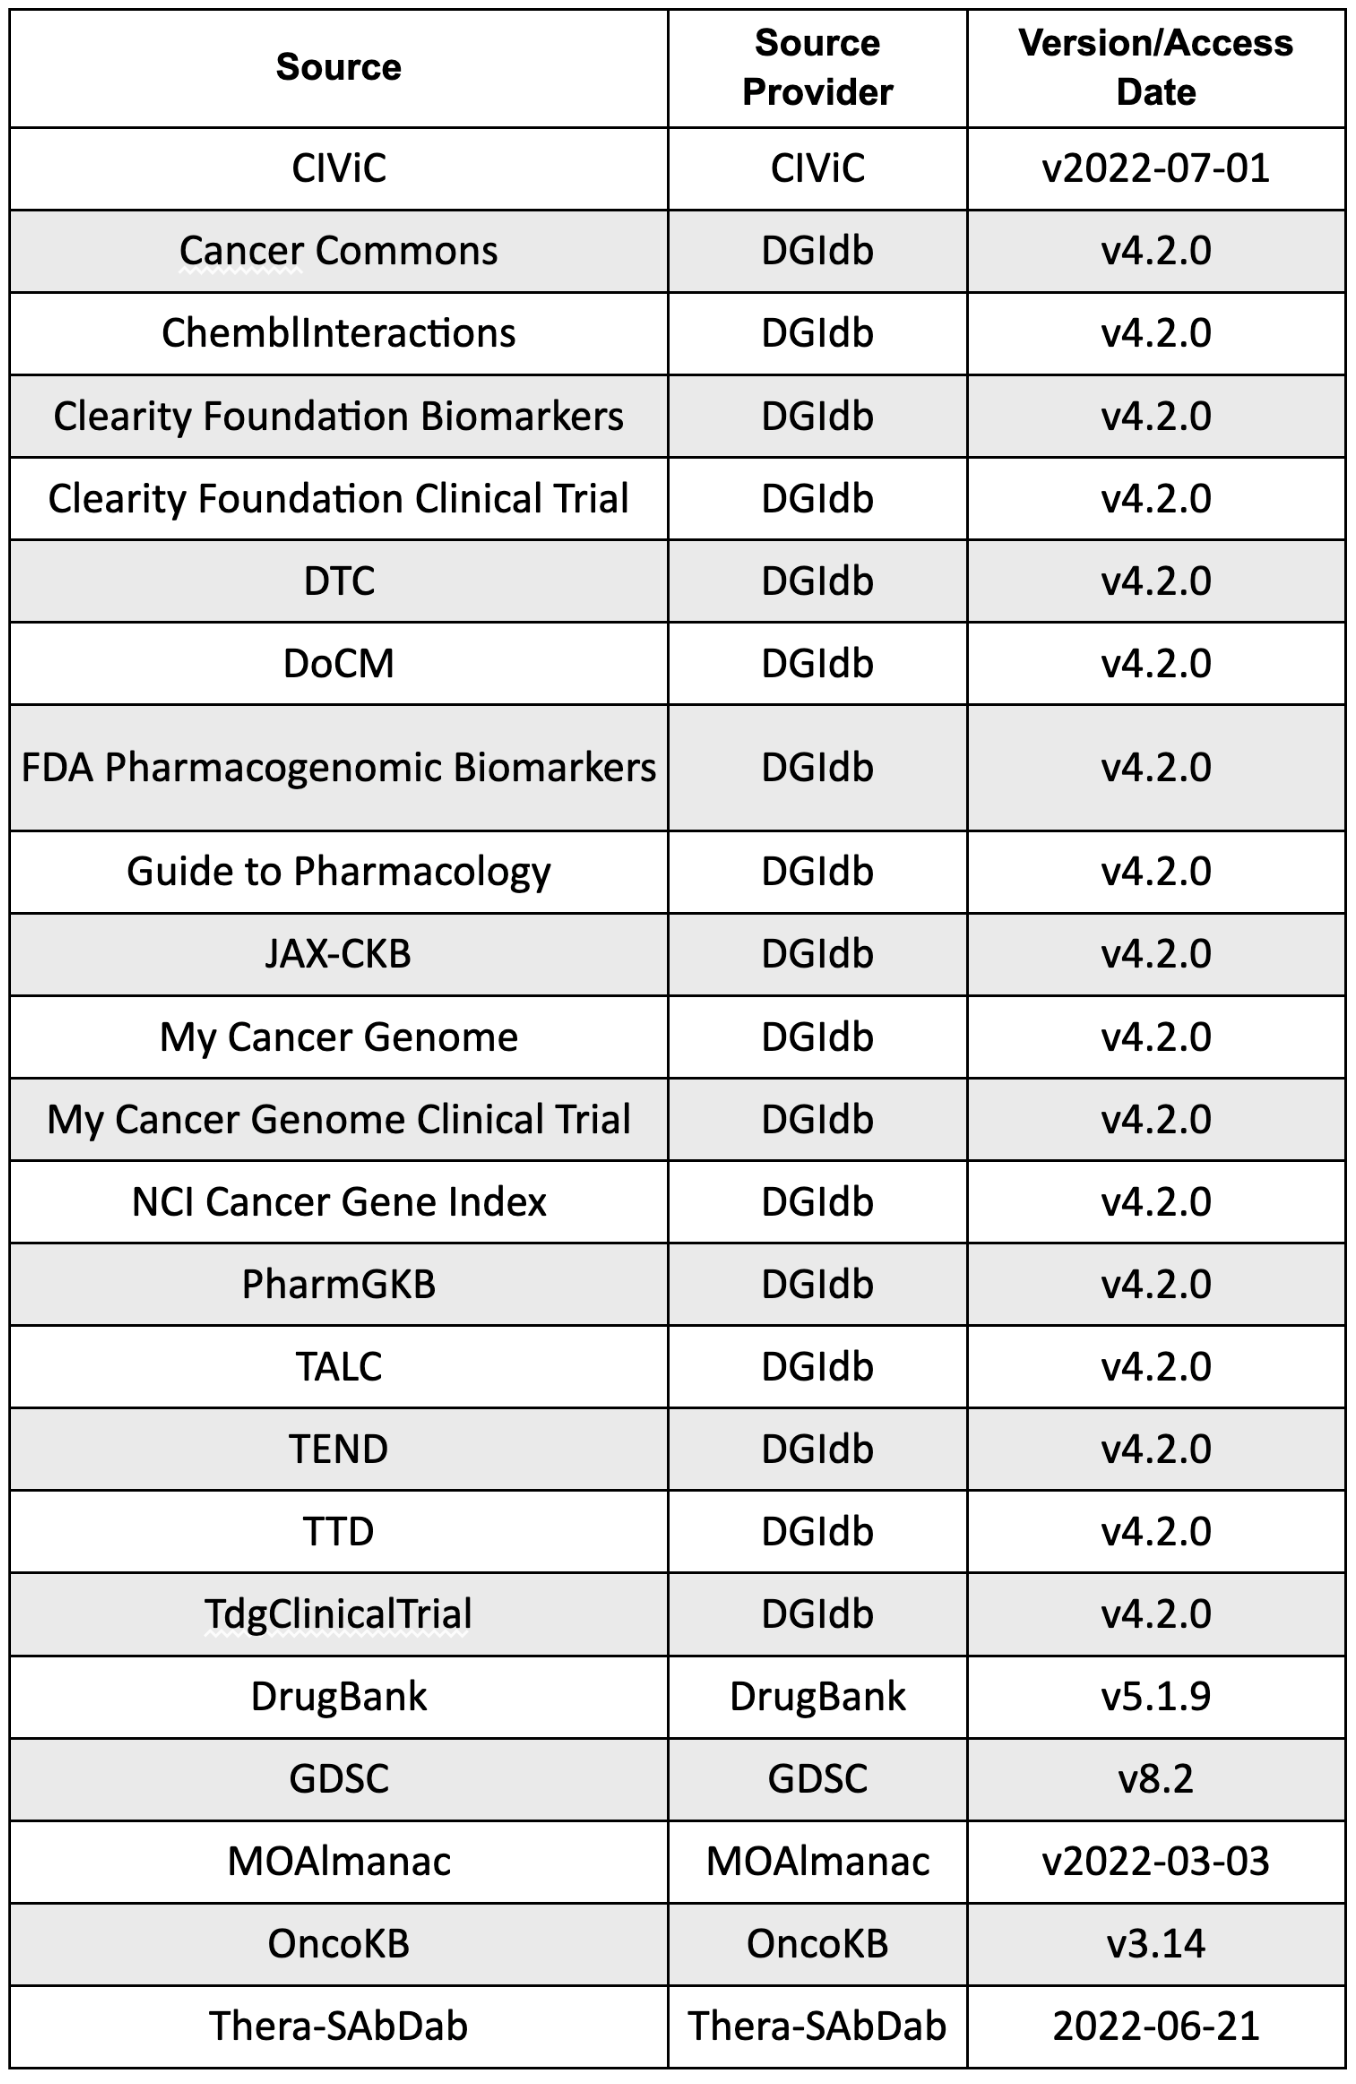 Source Source Provider Version/Access Date
CIViC CIViC v2022-07-01
Cancer Commons DGIdb v4.2.0
ChemblInteractions DGIdb v4.2.0
Clearity Foundation Biomarkers DGIdb v4.2.0
Clearity Foundation Clinical Trial DGIdb v4.2.0
DTC DGIdb v4.2.0
DoCM DGIdb v4.2.0
FDA Pharmacogenomic Biomarkers DGIdb v4.2.0
Guide to Pharmacology DGIdb v4.2.0
JAX-CKB DGIdb v4.2.0
My Cancer Genome DGIdb v4.2.0
My Cancer Genome Clinical Trial DGIdb v4.2.0
NCI Cancer Gene Index DGIdb v4.2.0
PharmGKB DGIdb v4.2.0
TALC DGIdb v4.2.0
TEND DGIdb v4.2.0
TTD DGIdb v4.2.0
TdgClinicalTrial DGIdb v4.2.0
DrugBank DrugBank v5.1.9
GDSC GDSC v8.2
MOAlmanac MOAlmanac v2022-03-03
OncoKB OncoKB v3.14
Thera-SAbDab Thera-SAbDab 2022-06-21